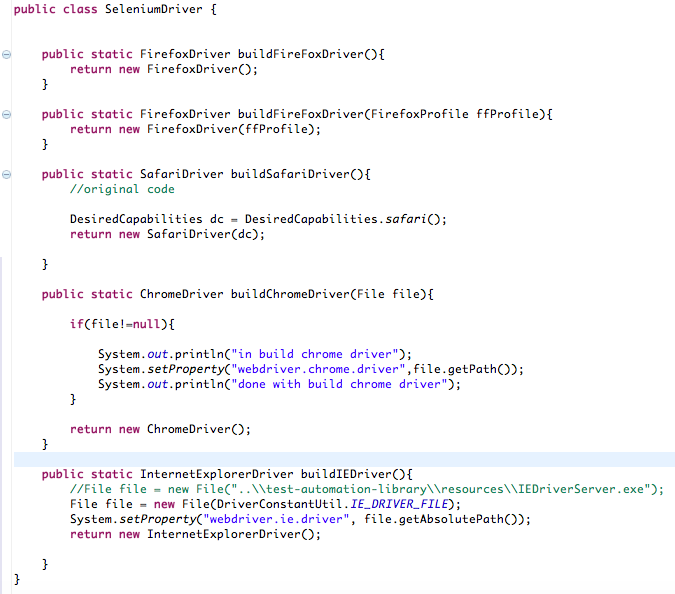 public class SeleniumDriver {
public static FirefoxDriver buildFireFoxDriver(){
return new FirefoxDriver();
}
public static FirefoxDriver buildFireFoxDriver(FirefoxProfile ffProfile){
return new FirefoxDriver(ffProfile);
}
public static SafariDriver buildSafariDriver(){
//original code
DesiredCapabilities dc = DesiredCapabilities.safari();
return new SafariDriver(dc);
}
public static ChromeDriver buildChromeDriver(File file){
if(file!=null){
System.out.println("in build chrome driver");
System.setProperty("webdriver.chrome.driver",file.getPath());
System.out.println("done with build chrome driver");
}
return new ChromeDriver();
}
public static InternetExplorerDriver buildIEDriver(){
//File file = new File("..\\test-automation-library\\resources\\IEDriverServer.exe");
File file = new File(DriverConstantUtil.IE_DRIVER_FILE);
System.setProperty("webdriver.ie.driver", file.getAbsolutePath());
return new InternetExplorerDriver();
}
}